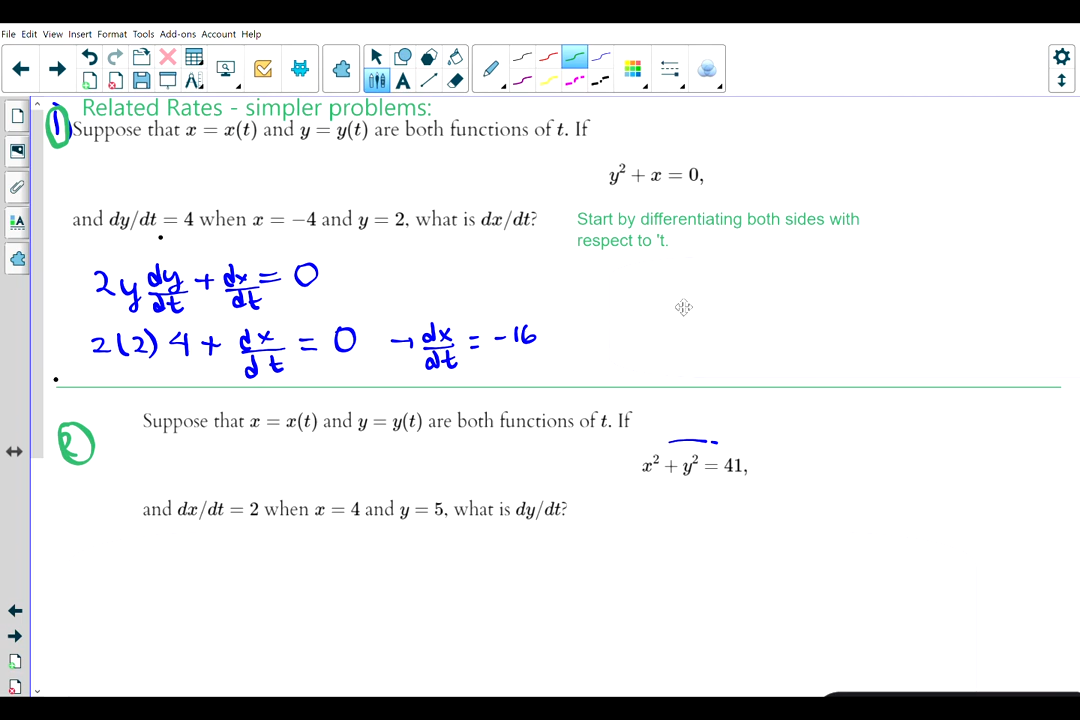 File Edit View Insert Format Tools Add-ons Account Help
Related Rates - simpler problems:
1) Suppose that x = x(t) and y = y(t) are both functions of t. If
y² + x = 0,
and dy/dt = 4 when x = −4 and y = 2, what is dx/dt?
Start by differentiating both sides with
respect to 't.
2y dy/dt + dx/dt = 0
2(2) 4 + dx/dt = 0 → dx/dt = -16
2 Suppose that x = x(t) and y = y(t) are both functions of t. If
x² + y² = 41,
and dx/dt = 2 when x = 4 and y = 5, what is dy/dt?